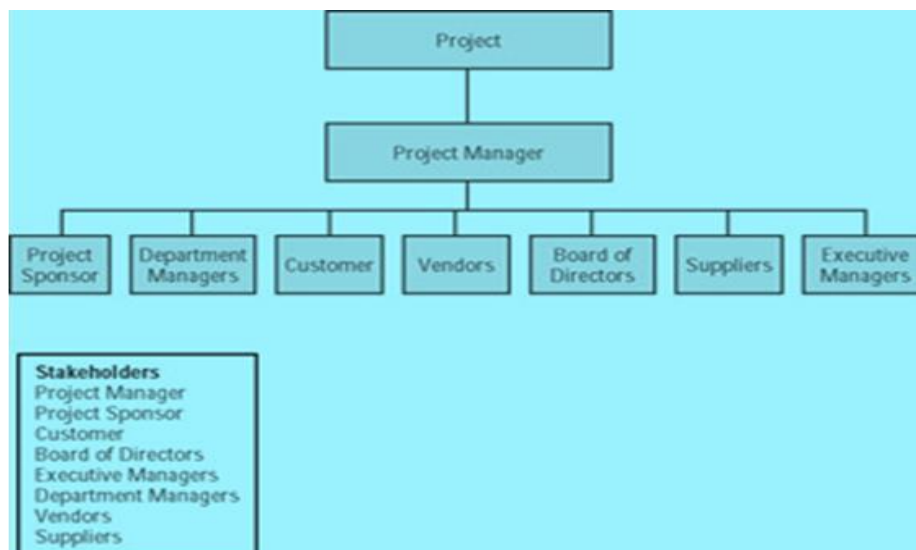 Project
Project Manager
Project
Sponsor
Department
Managers
Customer
Vendors
Board of
Directors
Suppliers
Executive
Managers
Stakeholders
Project Manager
Project Sponsor
Customer
Board of Directors
Executive Managers
Department Managers
Vendors
Suppliers